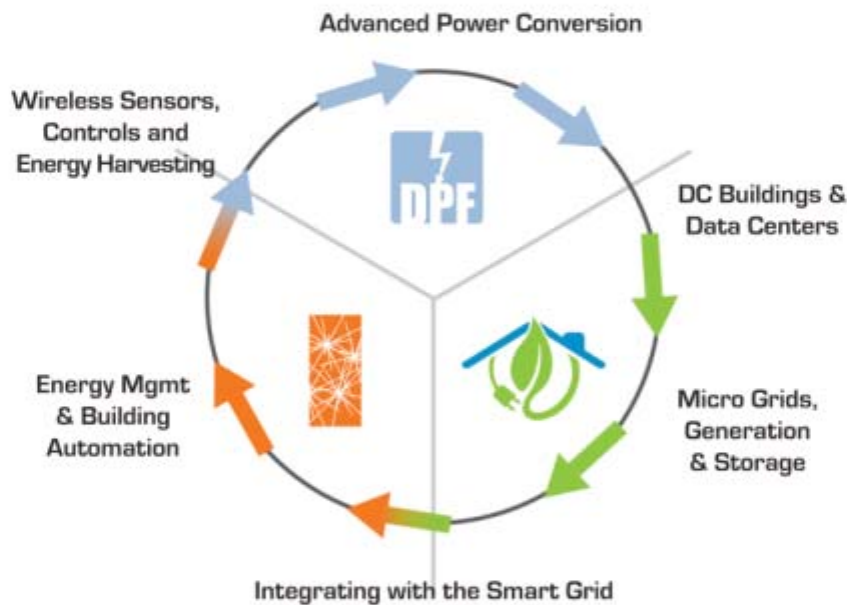 Advanced Power Conversion
Wireless Sensors,
Controls and
Energy Harvesting
DPF
DC Buildings &
Data Centers
Energy Mgmt
& Building
Automation
Micro Grids,
Generation
& Storage
Integrating with the Smart Grid